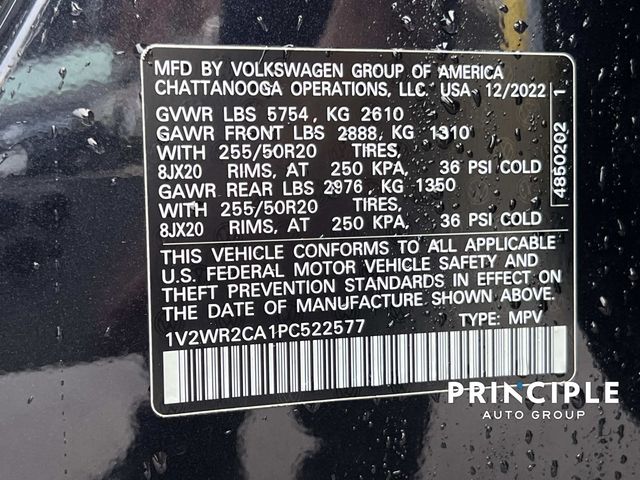 MFD BY VOLKSWAGEN GROUP OF AMERICA
CHATTANOOGA OPERATIONS, LLC. USA 12/2022
GVWR LBS 5754 , KG 2610
GAWR FRONT LBS 2888, KG 1310
WITH 255/50R20 TIRES,
8JX20 RIMS, AT 250 KPA, 36 PSI COLD
GAWR REAR LBS 2976, KG 1350
WITH 255/50R20 TIRES,
8JX20 RIMS, AT 250 KPA, 36 PSI COLD
THIS VEHICLE CONFORMS TO ALL APPLICABLE
U.S. FEDERAL MOTOR VEHICLE SAFETY AND
THEFT PREVENTION STANDARDS IN EFFECT ON
THE DATE OF MANUFACTURE SHOWN ABOVE.
1V2WR2CA1PC522577 TYPE: MPV
4850202 1
PRINCIPLE
AUTO GROUP